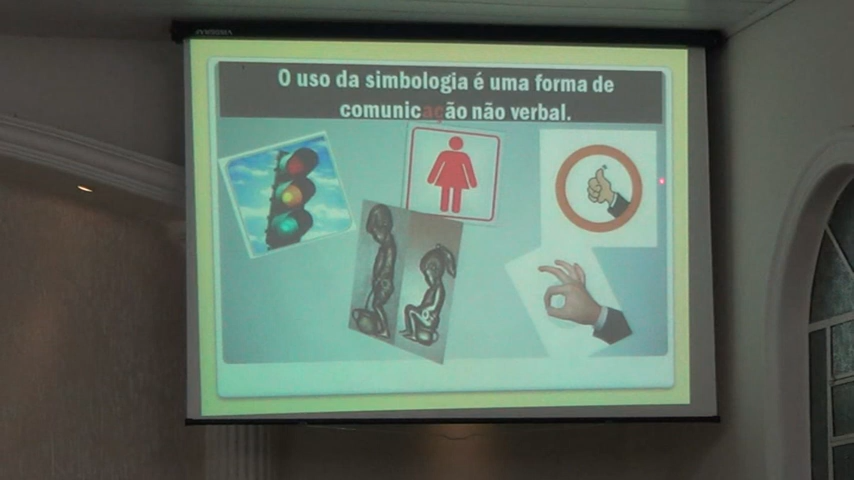 O uso da simbologia é uma forma de
comunicação não verbal.